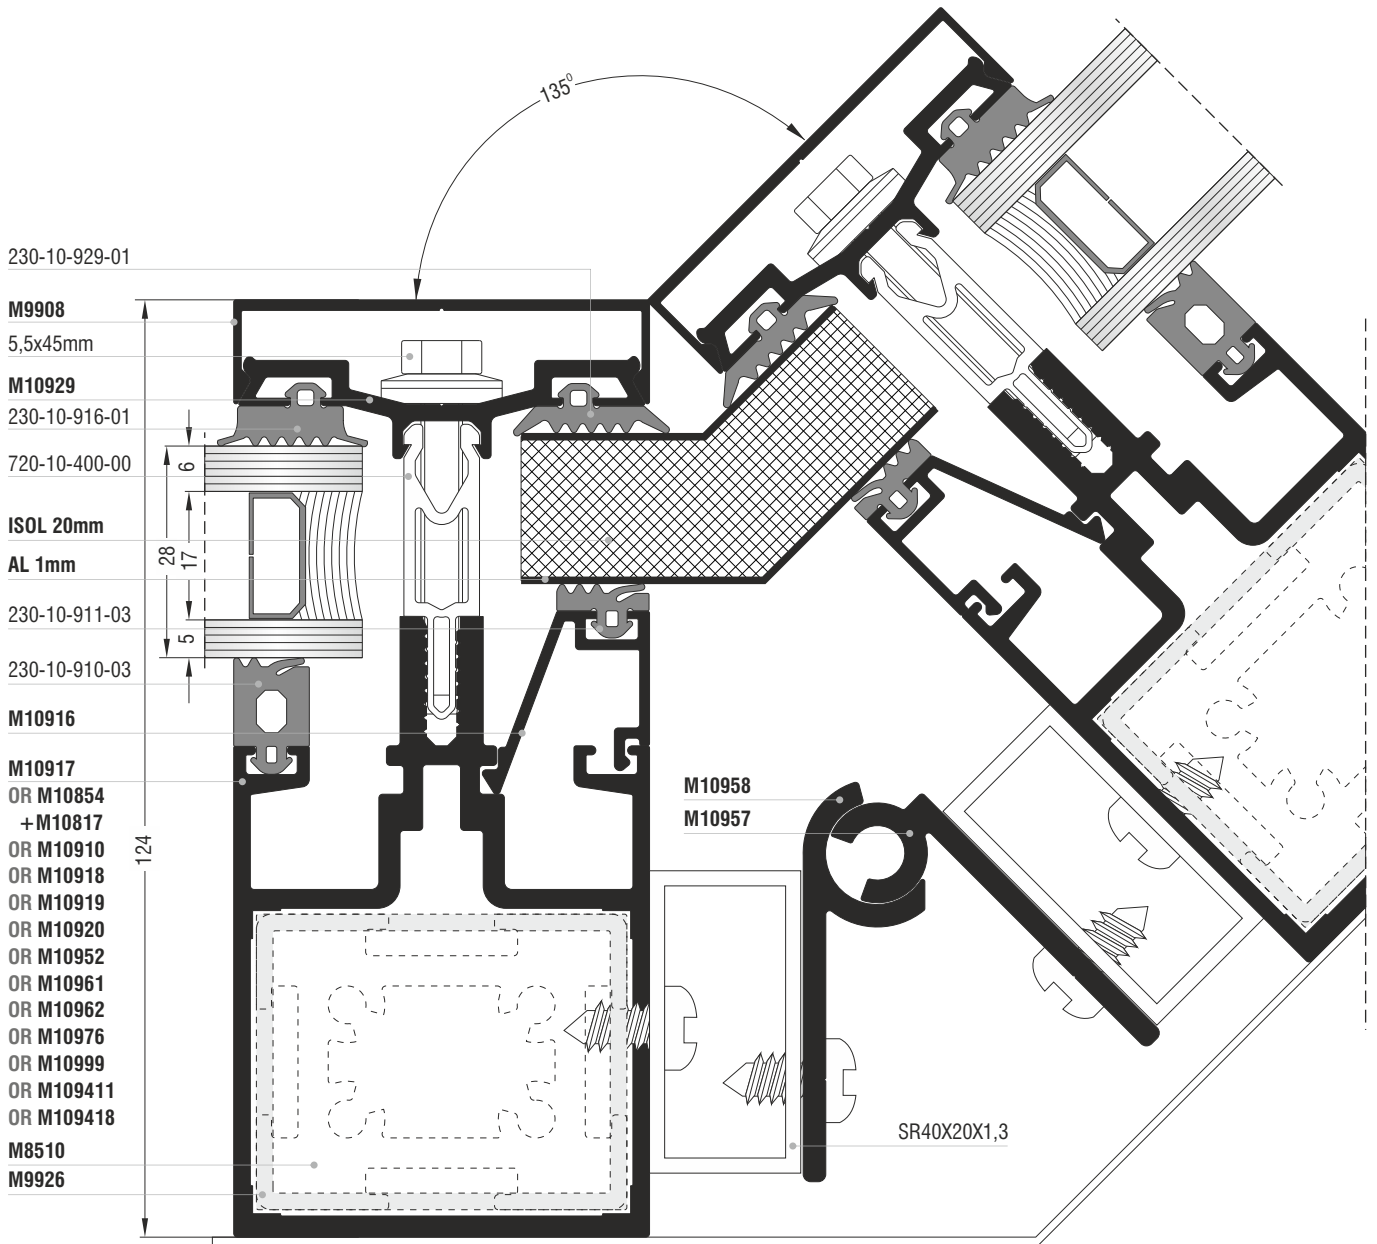 135⁰
230-10-929-01
M9908
5,5x45mm
M10929
230-10-916-01
720-10-400-00
6
ISOL 20mm
28
17
AL 1mm
230-10-911-03
5
230-10-910-03
M10916
M10917
OR M10854
+M10817
OR M10910
OR M10918
OR M10919
OR M10920
OR M10952
OR M10961
OR M10962
OR M10976
OR M10999
OR M109411
OR M109418
M8510
M9926
124
M10958
M10957
SR40X20X1,3